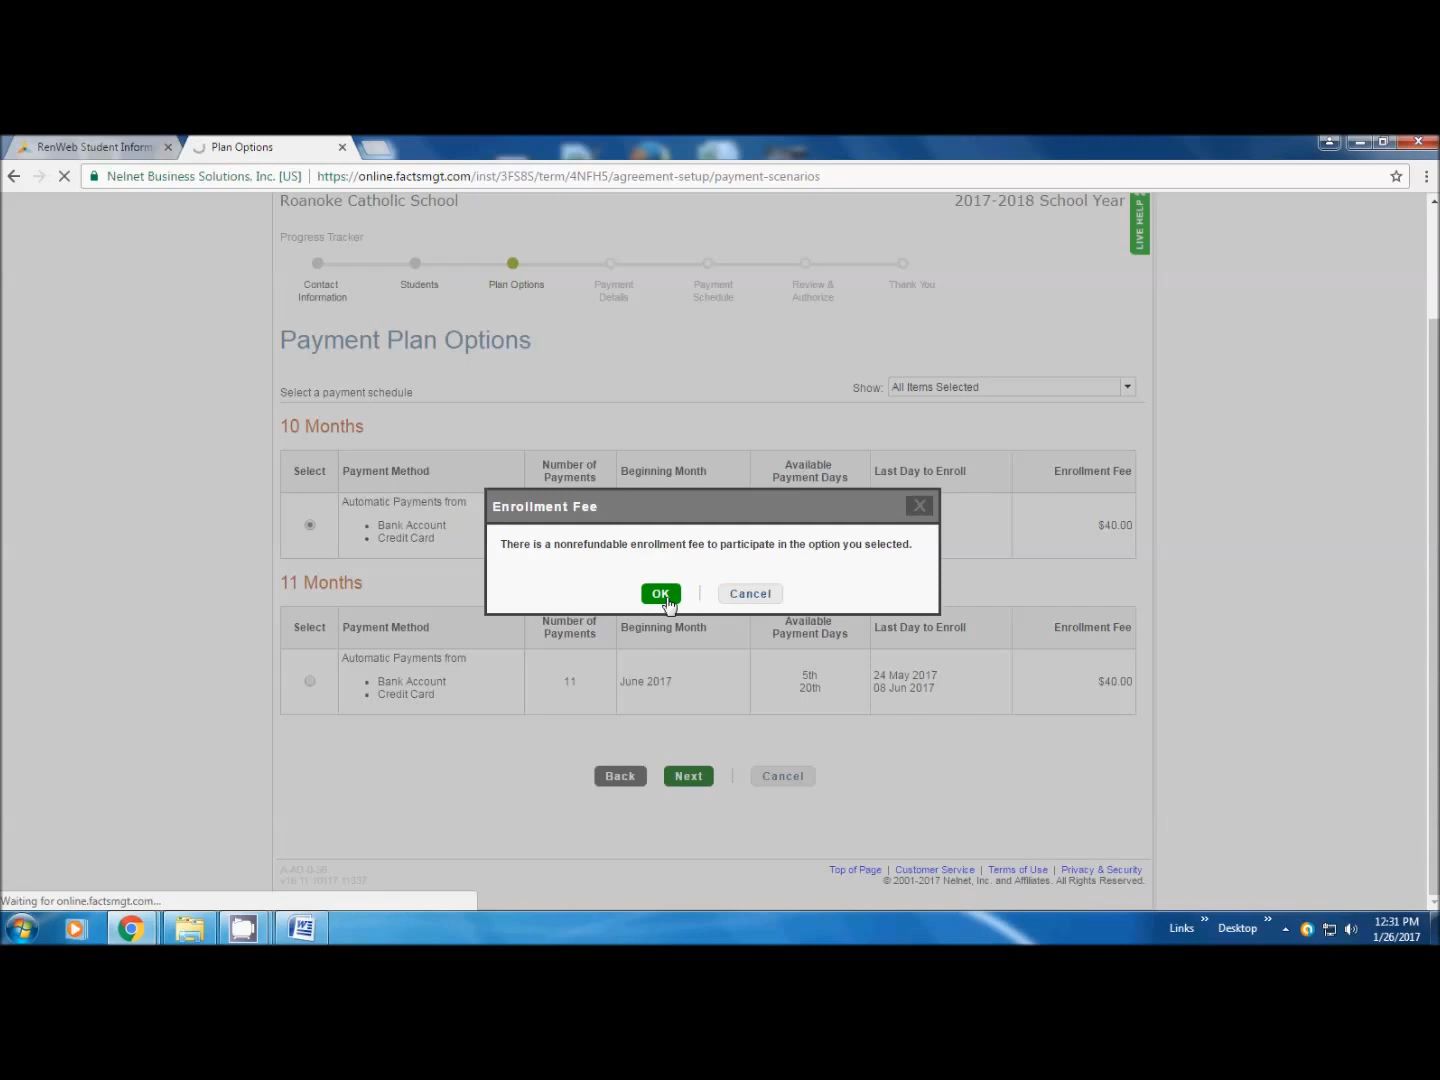 RenWeb Student Inform
Plan Options
Nelnet Business Solutions, Inc. [US] | https://online.factsmgt.com/inst/3FS8S/term/4NFH5/agreement-setup/payment-scenarios
Roanoke Catholic School 2017-2018 School Year
LIVE HELP
Progress Tracker
Contact Information
Students
Plan Options
Payment Details
Payment Schedule
Review & Authorize
Thank You
Payment Plan Options
Select a payment schedule Show: All Items Selected
10 Months
Select Payment Method Number of Payments Beginning Month Available Payment Days Last Day to Enroll Enrollment Fee
Automatic Payments from
• Bank Account
• Credit Card
$40.00
Enrollment Fee X
There is a nonrefundable enrollment fee to participate in the option you selected.
OK | Cancel
11 Months
Select Payment Method Number of Payments Beginning Month Available Payment Days Last Day to Enroll Enrollment Fee
Automatic Payments from
• Bank Account
• Credit Card
11 June 2017 5th 24 May 2017 $40.00
20th 08 Jun 2017
Back Next | Cancel
Top of Page | Customer Service | Terms of Use | Privacy & Security
© 2001-2017 Nelnet, Inc. and Affiliates. All Rights Reserved.
Waiting for online.factsmgt.com...
Links » Desktop »
12:31 PM
1/26/2017